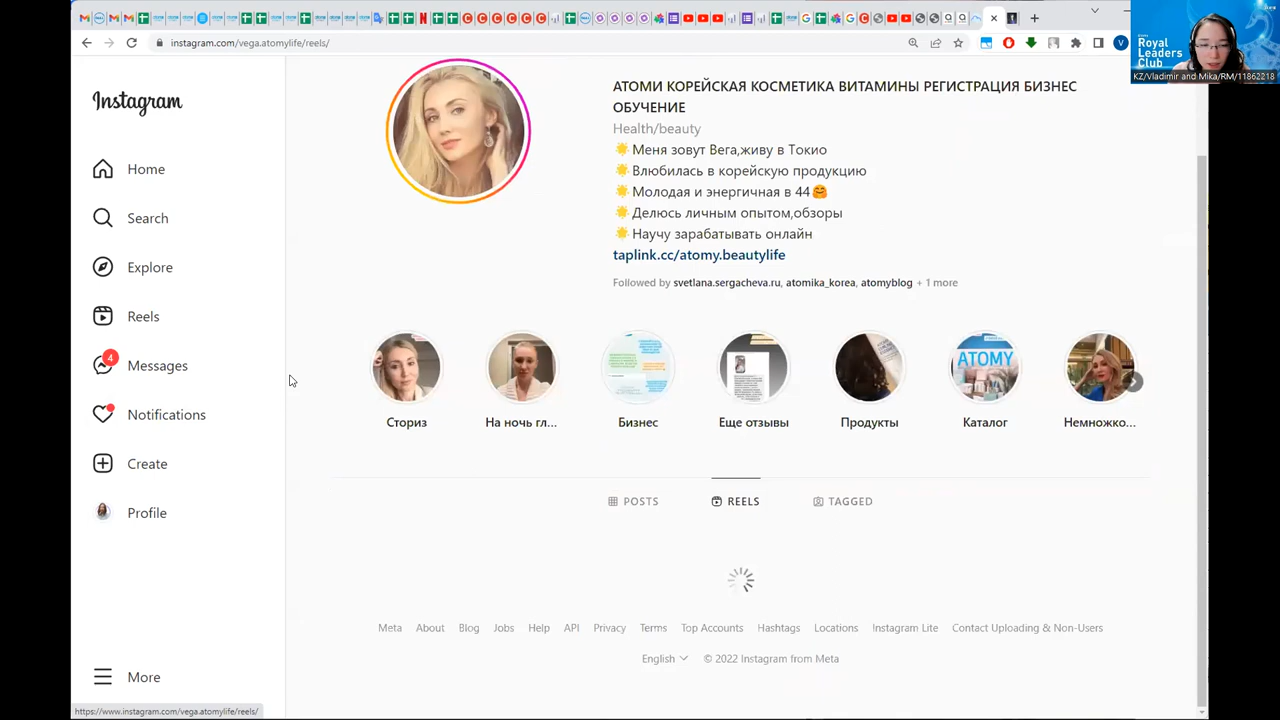 instagram.com/vega.atomylife/reels/
V
Royal
Leaders
Club
KZ/Vladimir and Mika/RM/11862218
Instagram
Home
Search
Explore
Reels
4
Messages
Notifications
Create
Profile
More
АТОМИ КОРЕЙСКАЯ КОСМЕТИКА ВИТАМИНЫ РЕГИСТРАЦИЯ БИЗНЕС
ОБУЧЕНИЕ
Health/beauty
🌟 Меня зовут Вега,живу в Токио
🌟 Влюбилась в корейскую продукцию
🌟 Молодая и энергичная в 44🤗
🌟 Делюсь личным опытом,обзоры
🌟 Научу зарабатывать онлайн
taplink.cc/atomy.beautylife
Followed by svetlana.sergacheva.ru, atomika_korea, atomyblog + 1 more
ATOMY
Сториз
На ночь гл...
Бизнес
Еще отзывы
Продукты
Каталог
Немножко...
POSTS
REELS
TAGGED
Meta About Blog Jobs Help API Privacy Terms Top Accounts Hashtags Locations Instagram Lite Contact Uploading & Non-Users
English © 2022 Instagram from Meta
https://www.instagram.com/vega.atomylife/reels/